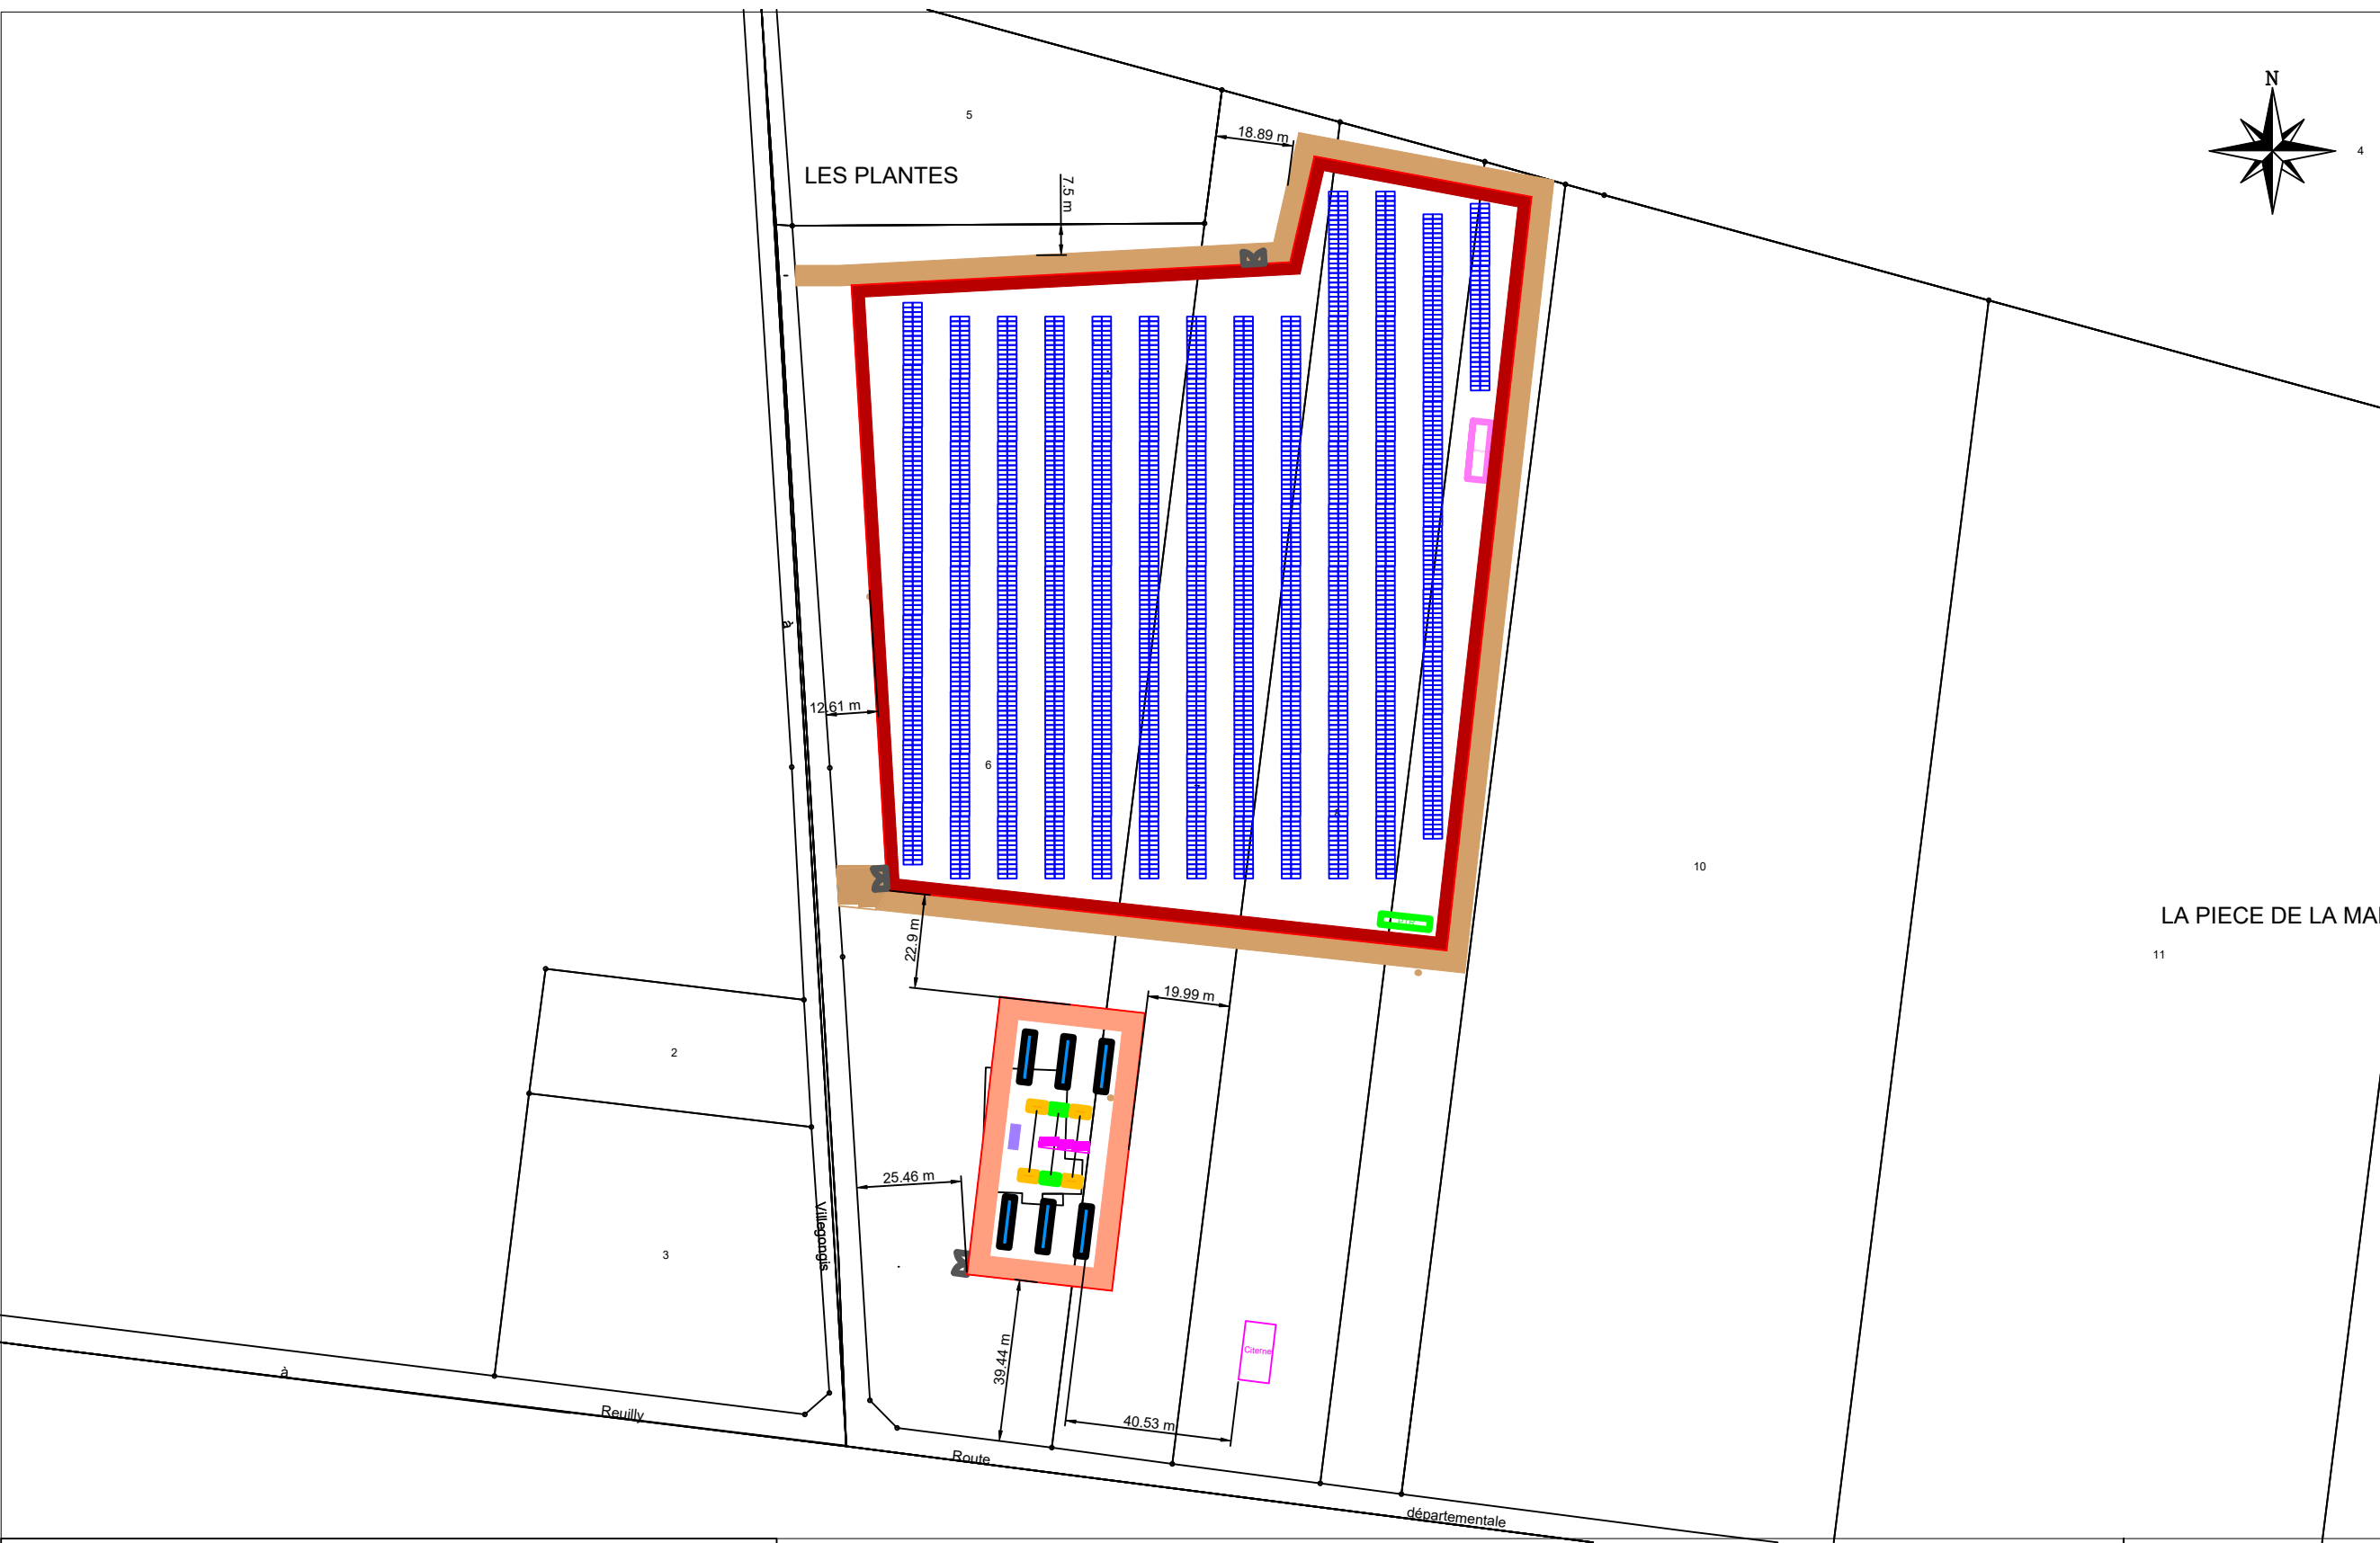 N
4
5
18.89 m
LES PLANTES
7.5 m
-
à
12.61 m
6
10
LA PIECE DE LA MA
11
22.9 m
19.99 m
2
25.46 m
Villegongis
3
39.44 m
Citerne
à
Reuilly
40.53 m
Route
départementale